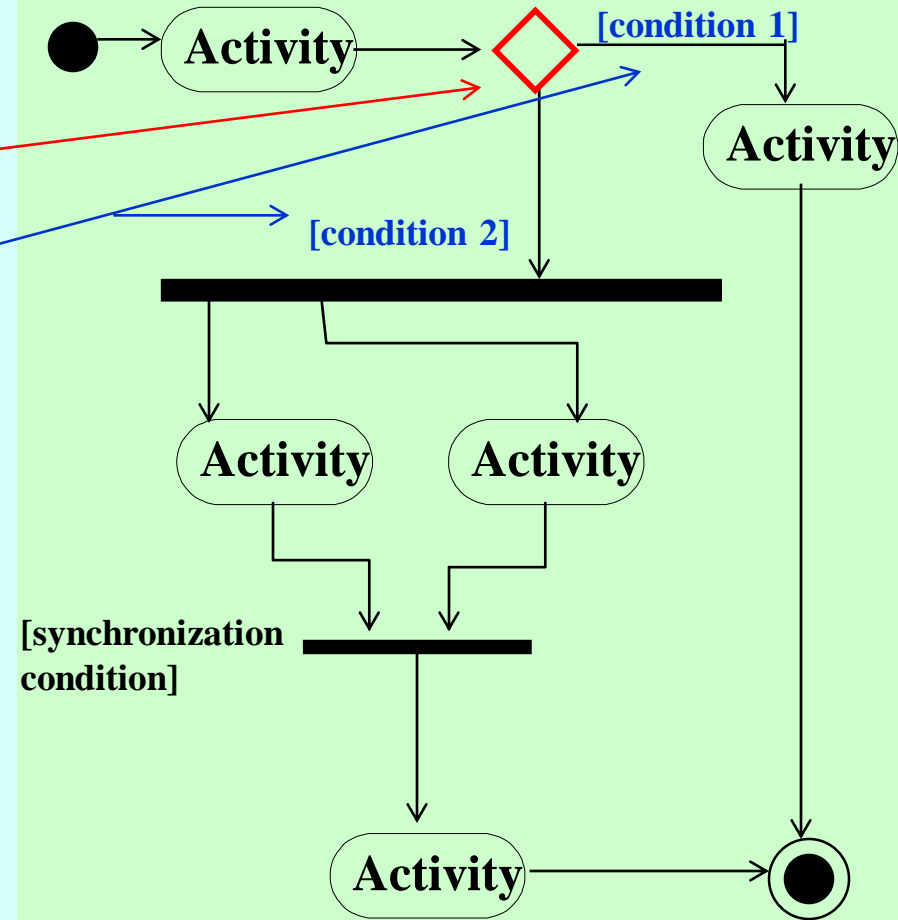 [condition 1]
Activity
Activity
[condition 2]
Activity
Activity
[synchronization
condition]
Activity